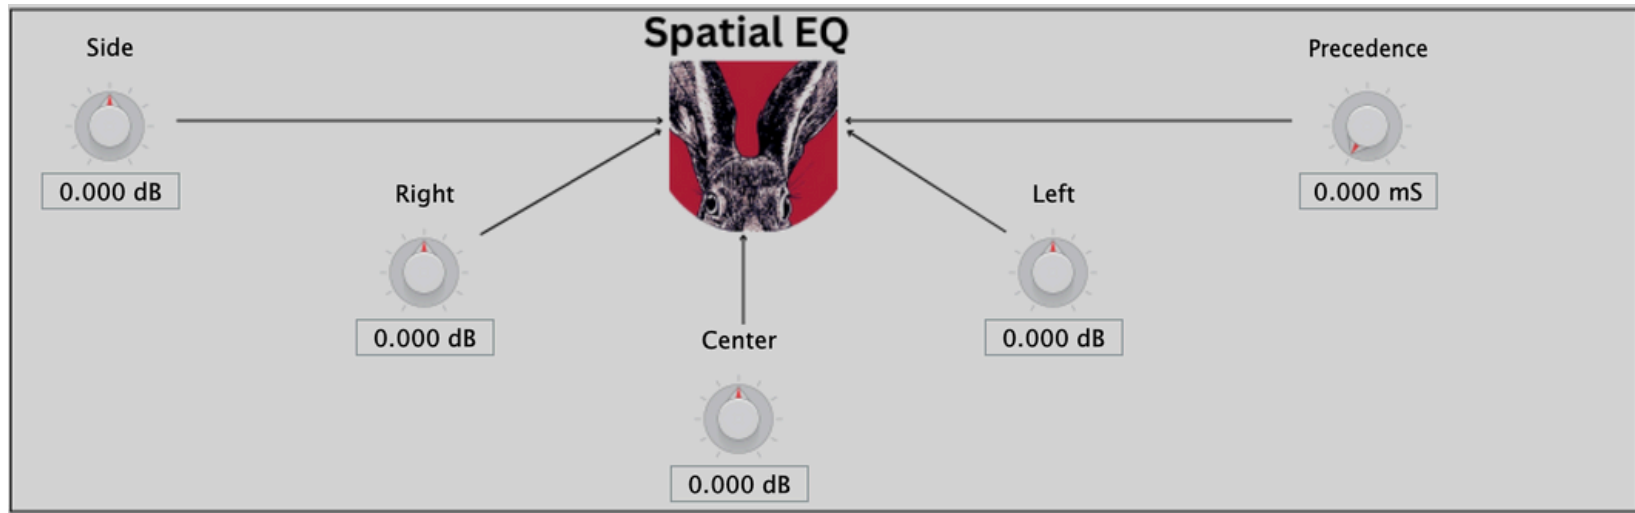 Spatial EQ
Side
0.000 dB
Right
0.000 dB
Center
0.000 dB
Left
0.000 dB
Precedence
0.000 mS